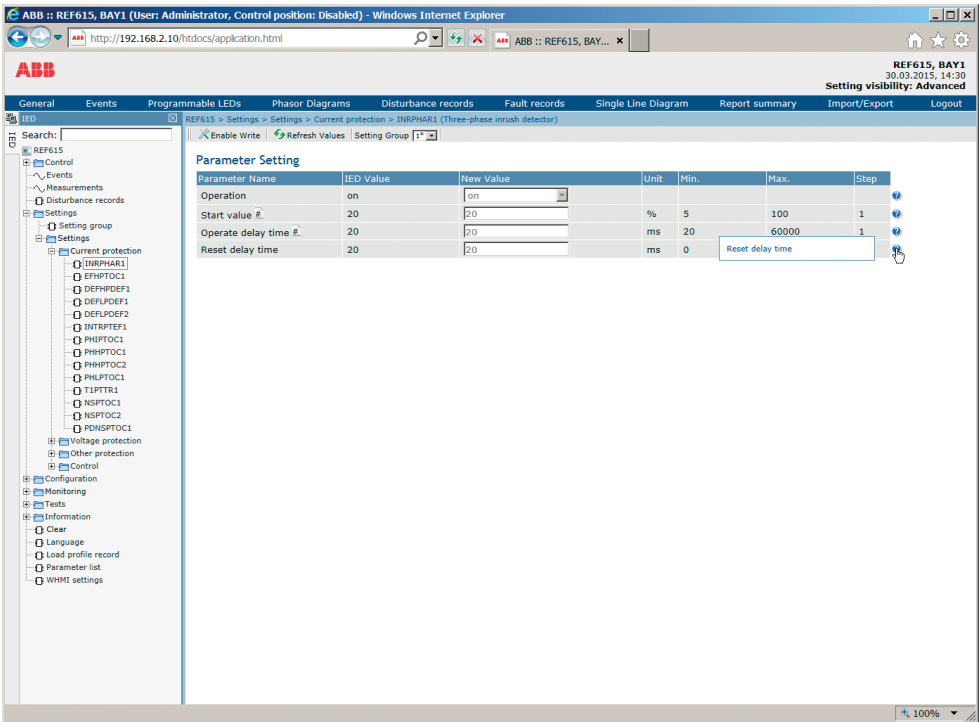 ABB :: REF615, BAY1 (User: Administrator, Control position: Disabled) - Windows Internet Explorer
http://192.168.2.10/htdocs/application.html
ABB :: REF615, BAY...
ABB
REF615, BAY1
30.03.2015, 14:30
Setting visibility: Advanced
General Events Programmable LEDs Phasor Diagrams Disturbance records Fault records Single Line Diagram Report summary Import/Export Logout
IED
REF615 > Settings > Settings > Current protection > INRPHAR1 (Three-phase inrush detector)
IED
Search:
Enable Write Refresh Values Setting Group 1*
REF615
Control
Events
Measurements
Disturbance records
Settings
Setting group
Settings
Current protection
INRPHAR1
EFHPTOC1
DEFHPDEF1
DEFLPDEF1
DEFLPDEF2
INTRPTEF1
PHIPTOC1
PHHPTOC1
PHHPTOC2
PHLPTOC1
T1PTTR1
NSPTOC1
NSPTOC2
PDNSPTOC1
Voltage protection
Other protection
Control
Configuration
Monitoring
Tests
Information
Clear
Language
Load profile record
Parameter list
WHMI settings
Parameter Setting
Parameter Name IED Value New Value Unit Min. Max. Step
Operation on on
Start value # 20 20 % 5 100 1
Operate delay time # 20 20 ms 20 60000 1
Reset delay time 20 20 ms 0
Reset delay time
100%